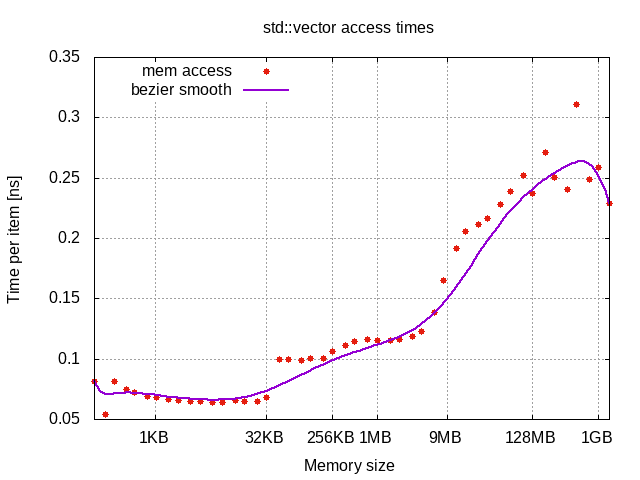 std::vector access times
mem access
bezier smooth
0.35
0.3
0.25
0.2
0.15
0.1
0.05
Time per item [ns]
1KB 32KB 256KB 1MB 9MB 128MB 1GB
Memory size